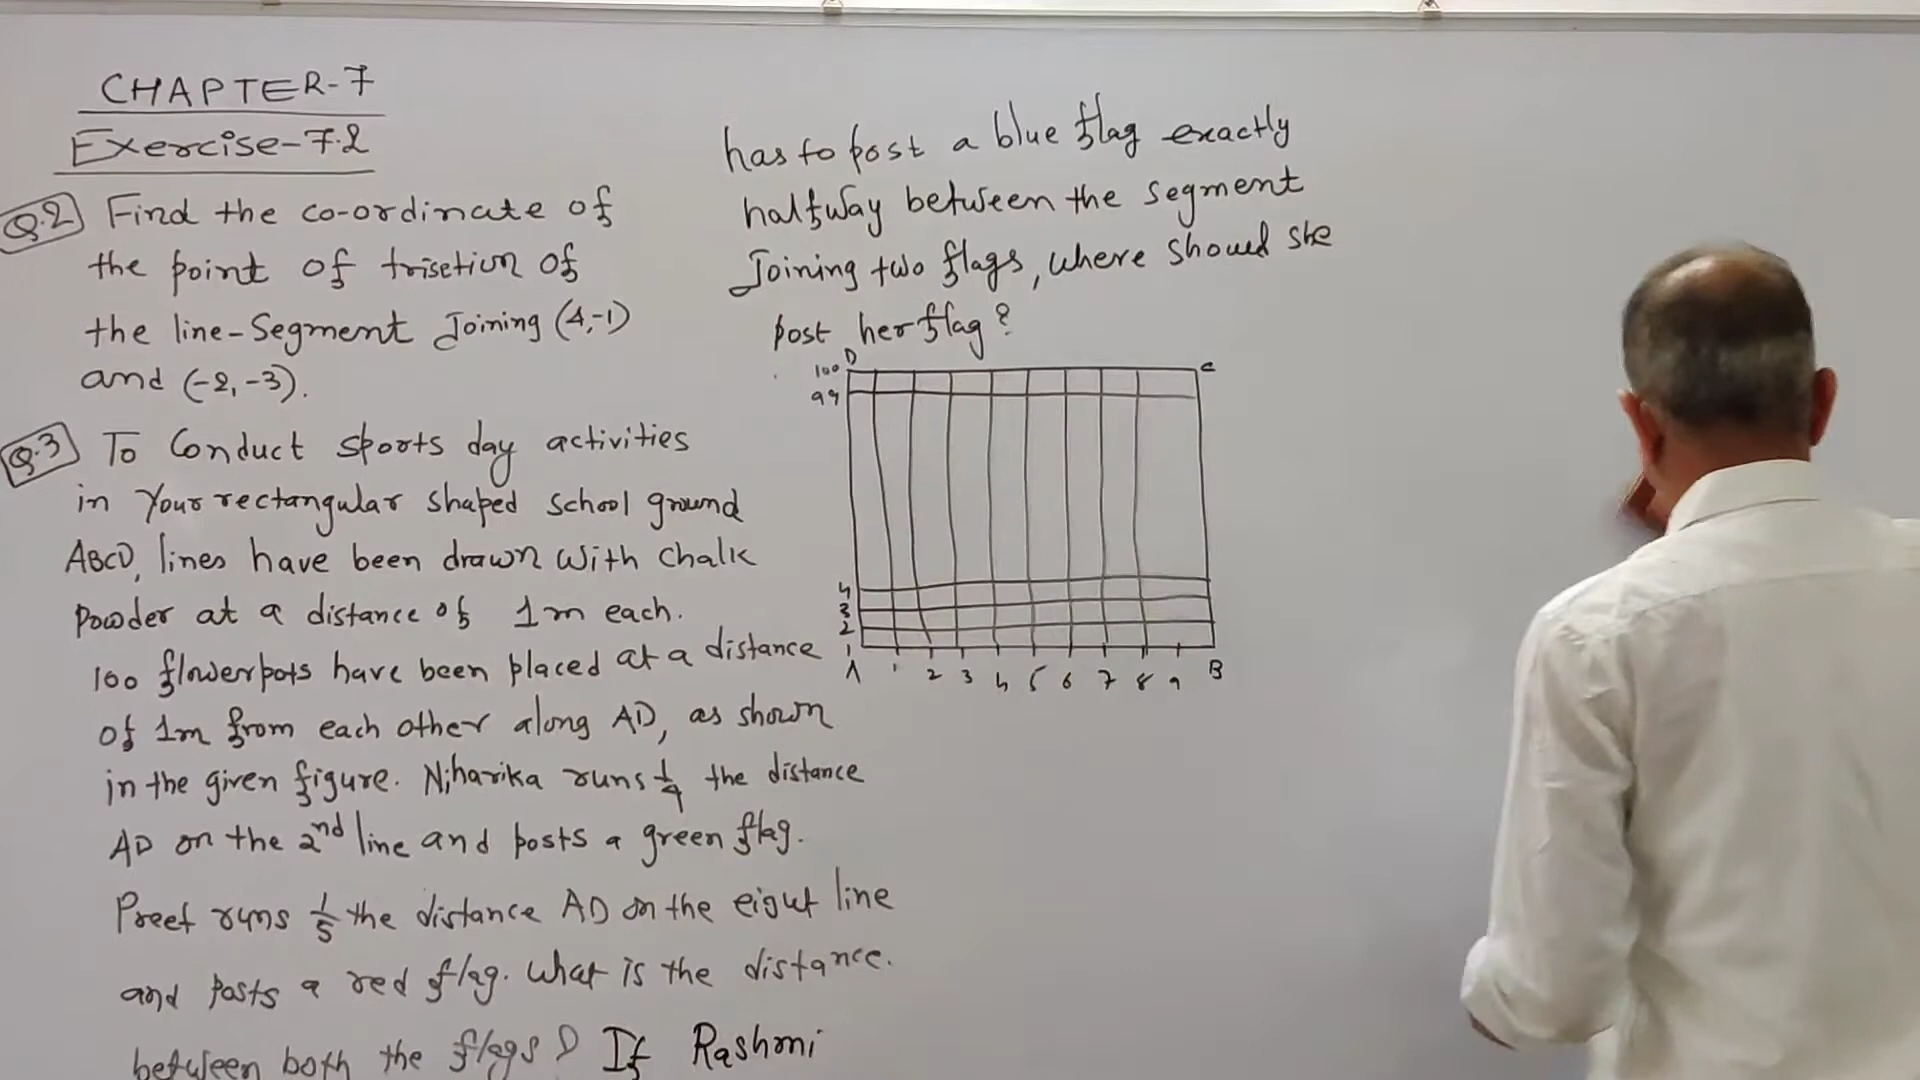 CHAPTER-7
Exercise-7.2
Q.2 Find the co-ordinate of
the point of trisetion of
the line-Segment Joining (4,-1)
and (-2,-3).
Q.3 To Conduct sports day activities
in Your rectangular shaped school ground
ABCD, lines have been drawn with chalk
Powder at a distance of 1m each.
100 flowerpots have been placed at a distance
of 1m from each other along AD, as shown
in the given figure. Niharika runs 1/4 the distance
AD on the 2nd line and posts a green flag.
Preet runs 1/5 the distance AD on the eight line
and posts a red flag. What is the distance.
between both the flags? If Rashmi
has to post a blue flag exactly
halfway between the segment
Joining two flags, where should she
post her flag?
D
100
C
99
4
3
2
1
A 1 2 3 4 5 6 7 8 9 B